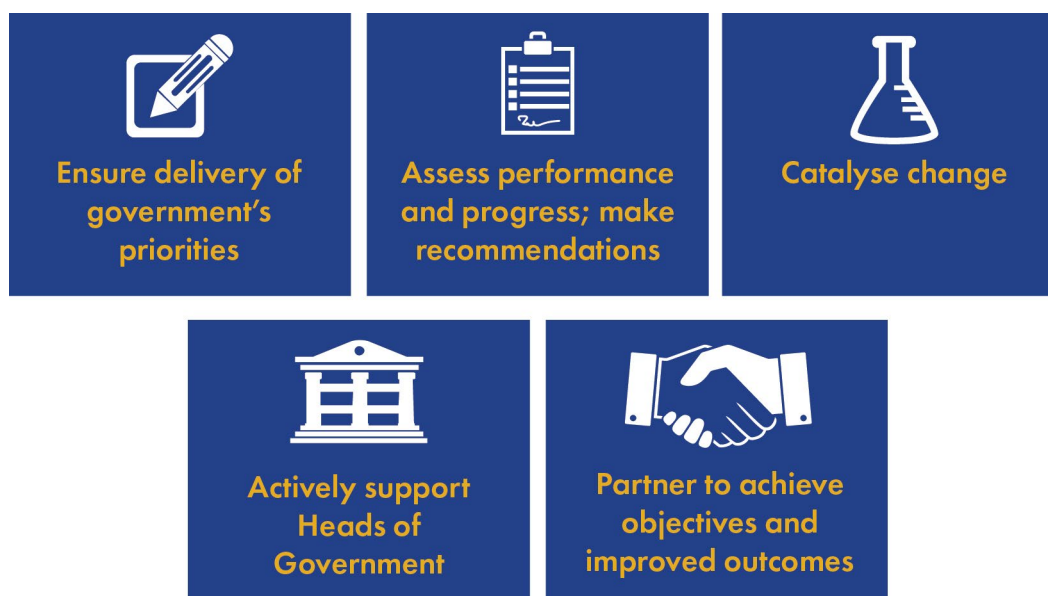 Ensure delivery of
government’s
priorities
Assess performance
and progress; make
recommendations
Catalyse change
Actively support
Heads of
Government
Partner to achieve
objectives and
improved outcomes